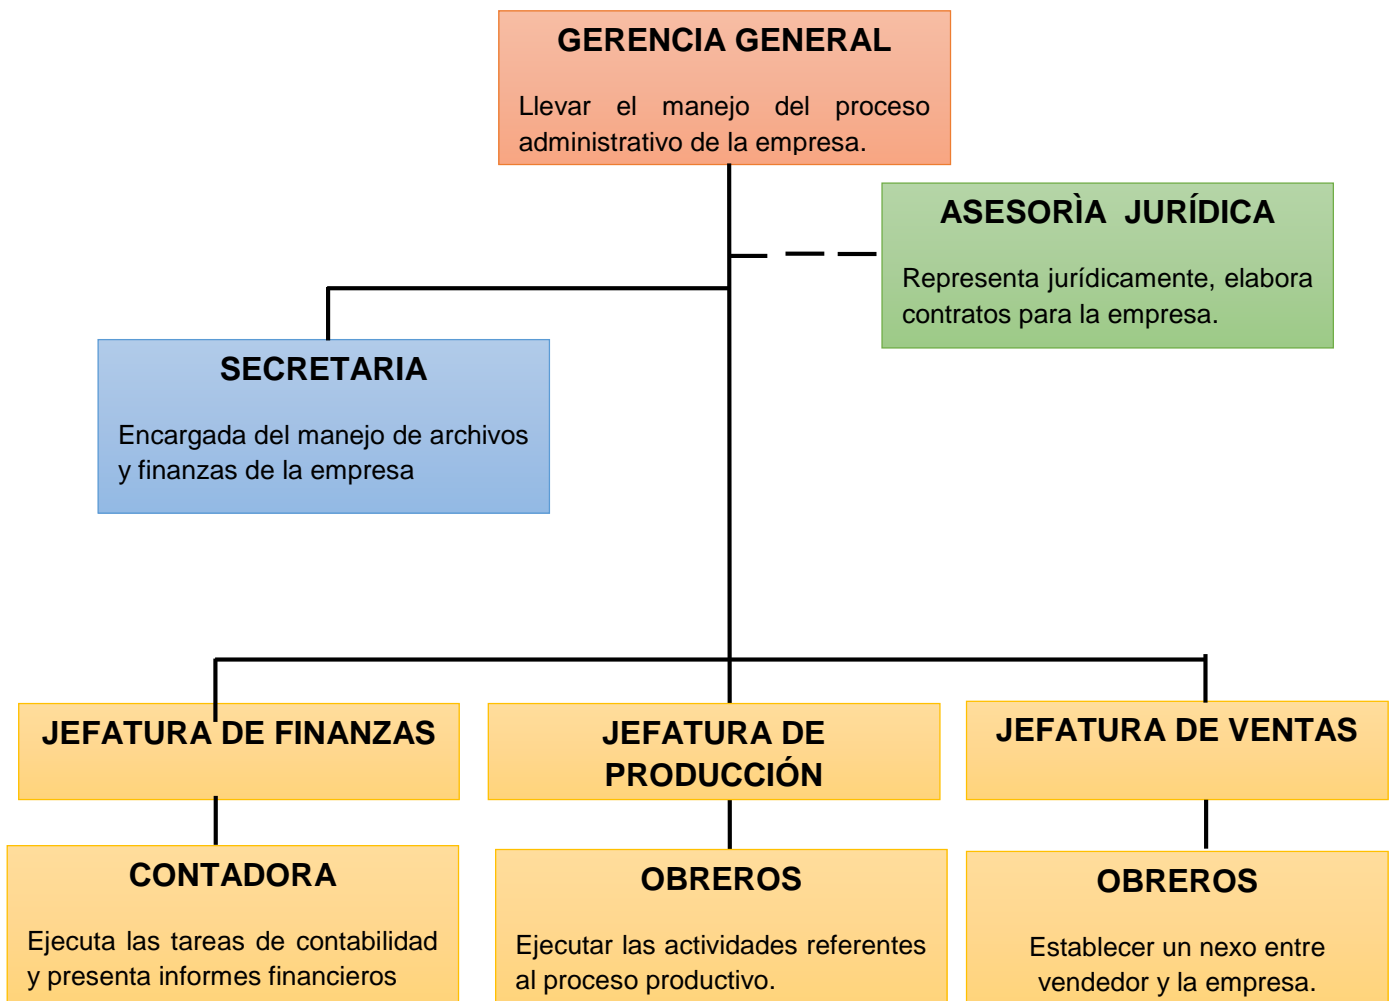 GERENCIA GENERAL
Llevar el manejo del proceso
administrativo de la empresa.
ASESORÌA JURÍDICA
Representa jurídicamente, elabora
contratos para la empresa.
SECRETARIA
Encargada del manejo de archivos
y finanzas de la empresa
JEFATURA DE FINANZAS
JEFATURA DE
PRODUCCIÓN
JEFATURA DE VENTAS
CONTADORA
Ejecuta las tareas de contabilidad
y presenta informes financieros
OBREROS
Ejecutar las actividades referentes
al proceso productivo.
OBREROS
Establecer un nexo entre
vendedor y la empresa.